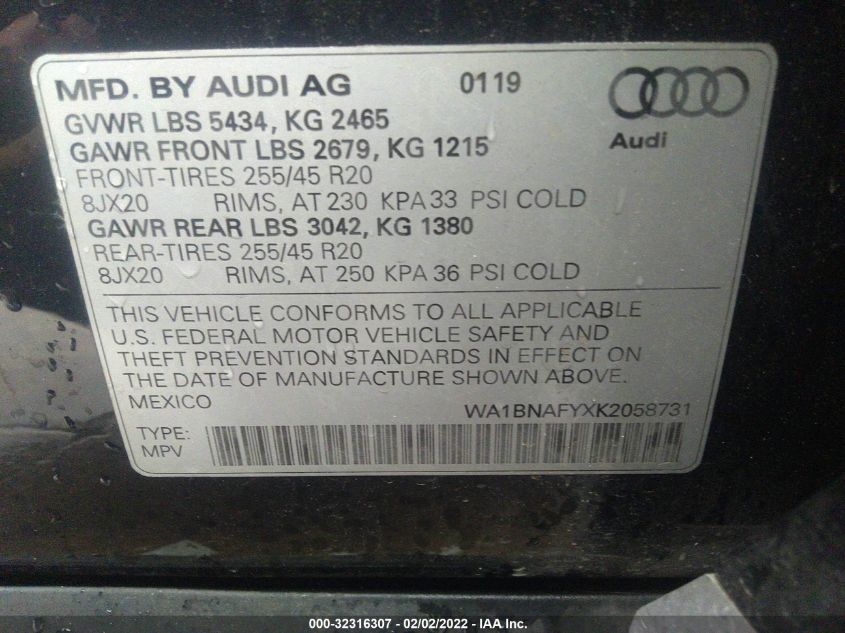 MFD. BY AUDI AG 0119
GVWR LBS 5434, KG 2465
GAWR FRONT LBS 2679, KG 1215
Audi
FRONT-TIRES 255/45 R20
8JX20 RIMS, AT 230 KPA 33 PSI COLD
GAWR REAR LBS 3042, KG 1380
REAR-TIRES 255/45 R20
8JX20 RIMS, AT 250 KPA 36 PSI COLD
THIS VEHICLE CONFORMS TO ALL APPLICABLE
U.S. FEDERAL MOTOR VEHICLE SAFETY AND
THEFT PREVENTION STANDARDS IN EFFECT ON
THE DATE OF MANUFACTURE SHOWN ABOVE.
MEXICO WA1BNAFYXK2058731
TYPE:
MPV
000-32316307 - 02/02/2022 - IAA Inc.